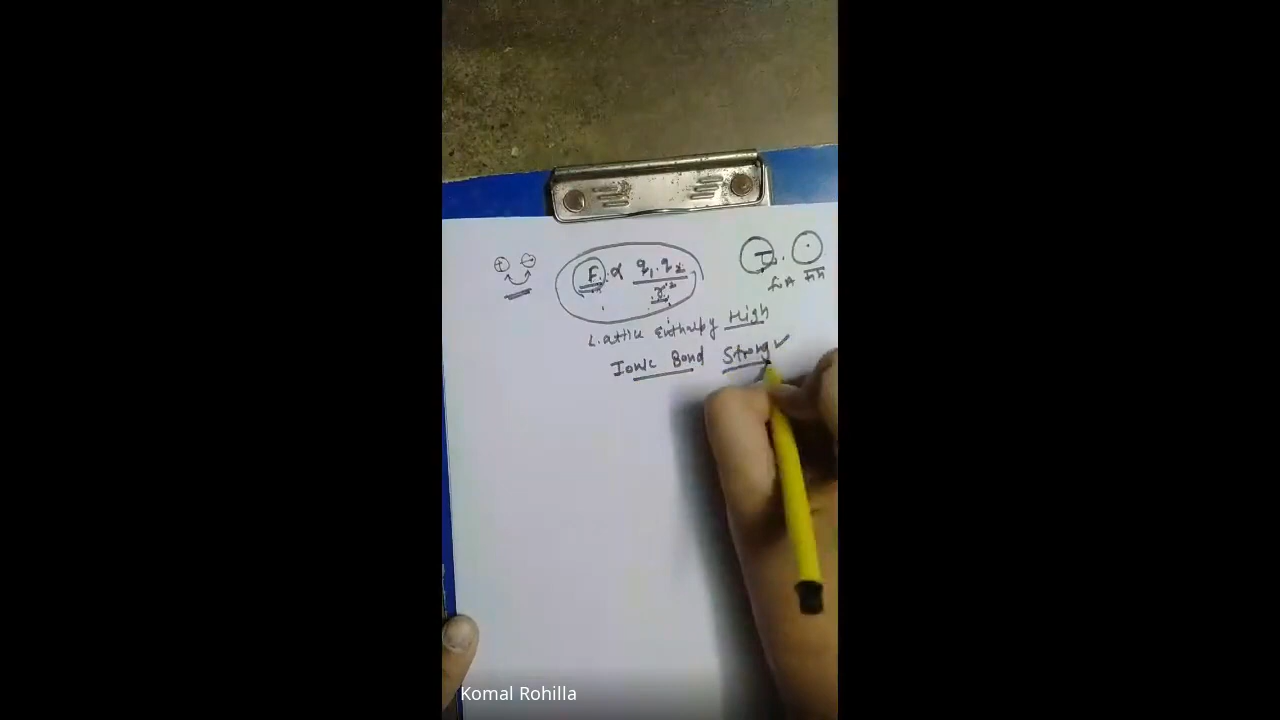 + -
F ∝ q₁.q₂ / r²
Lattice Enthalpy High
Ionic Bond Strong ✓
Komal Rohilla